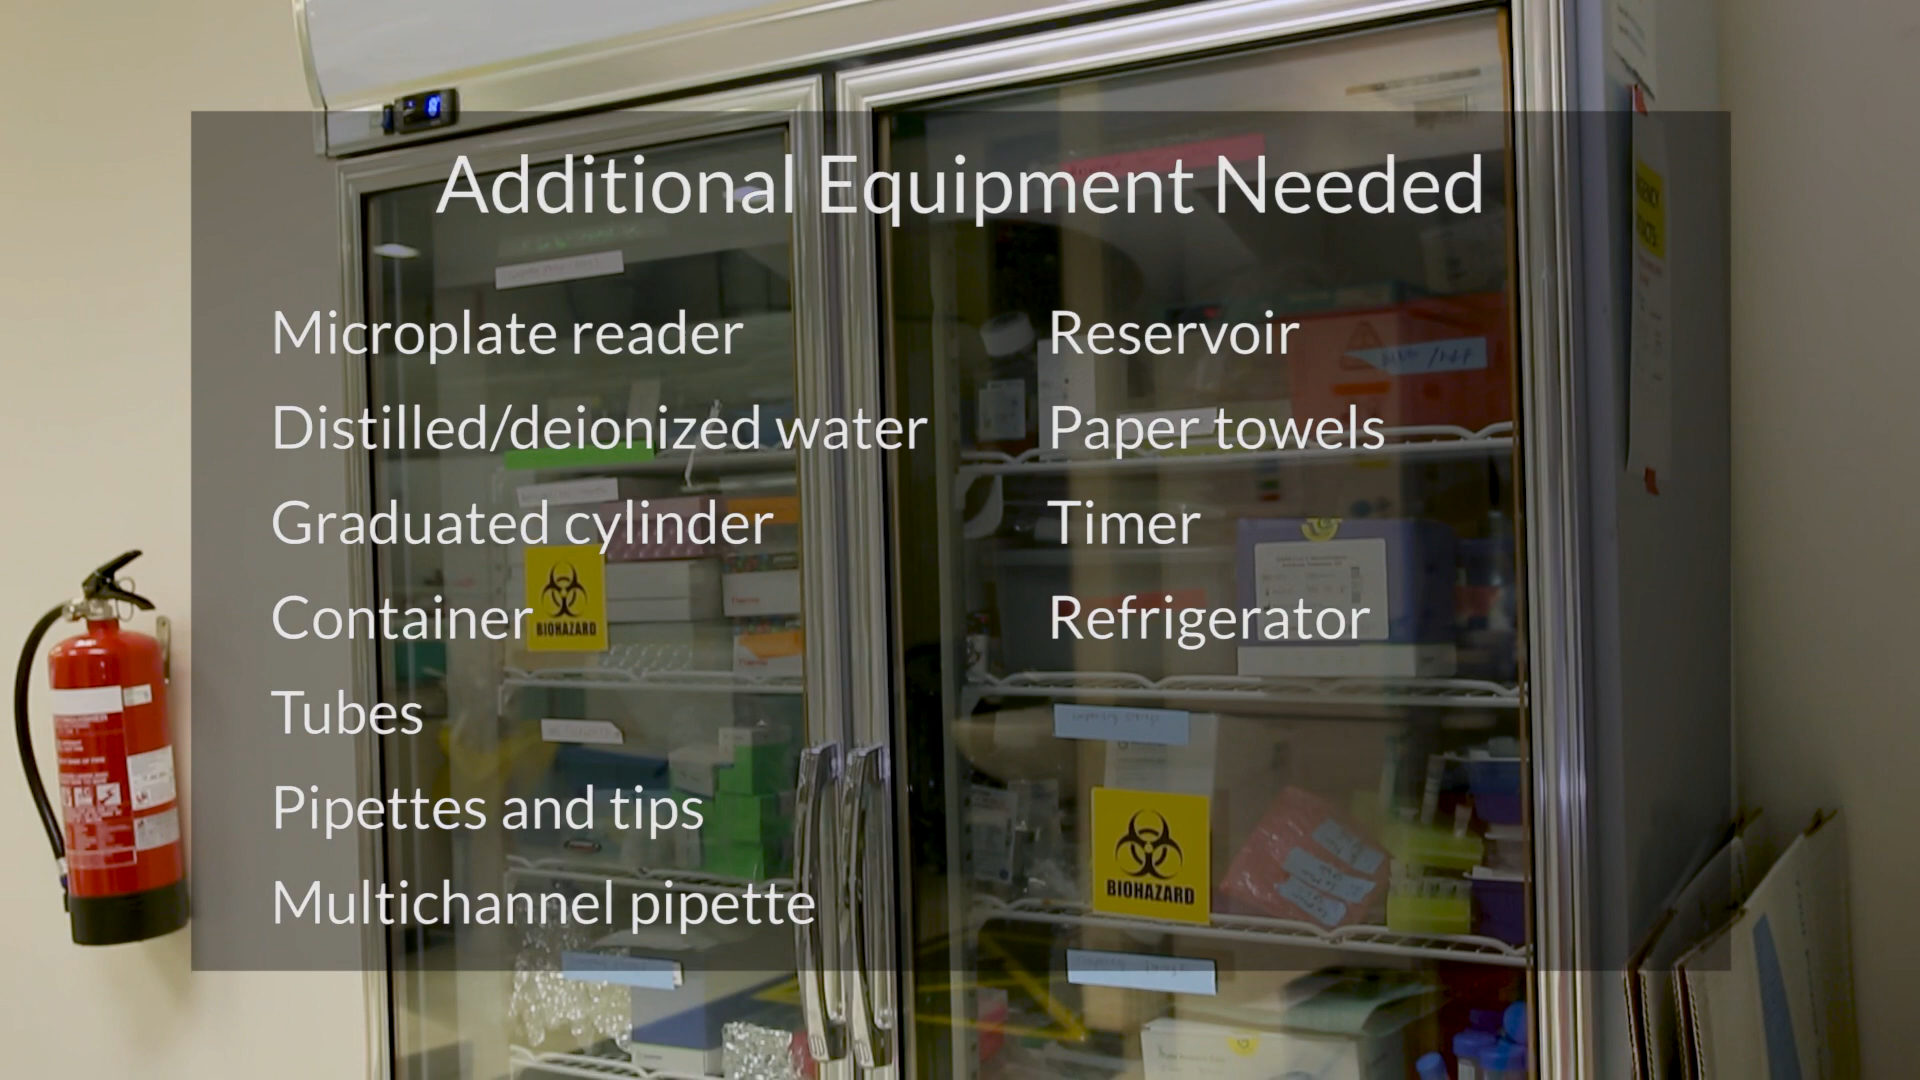 Additional Equipment Needed
Microplate reader
Distilled/deionized water
Graduated cylinder
Container
Tubes
Pipettes and tips
Multichannel pipette
Reservoir
Paper towels
Timer
Refrigerator
BIOHAZARD
BIOHAZARD